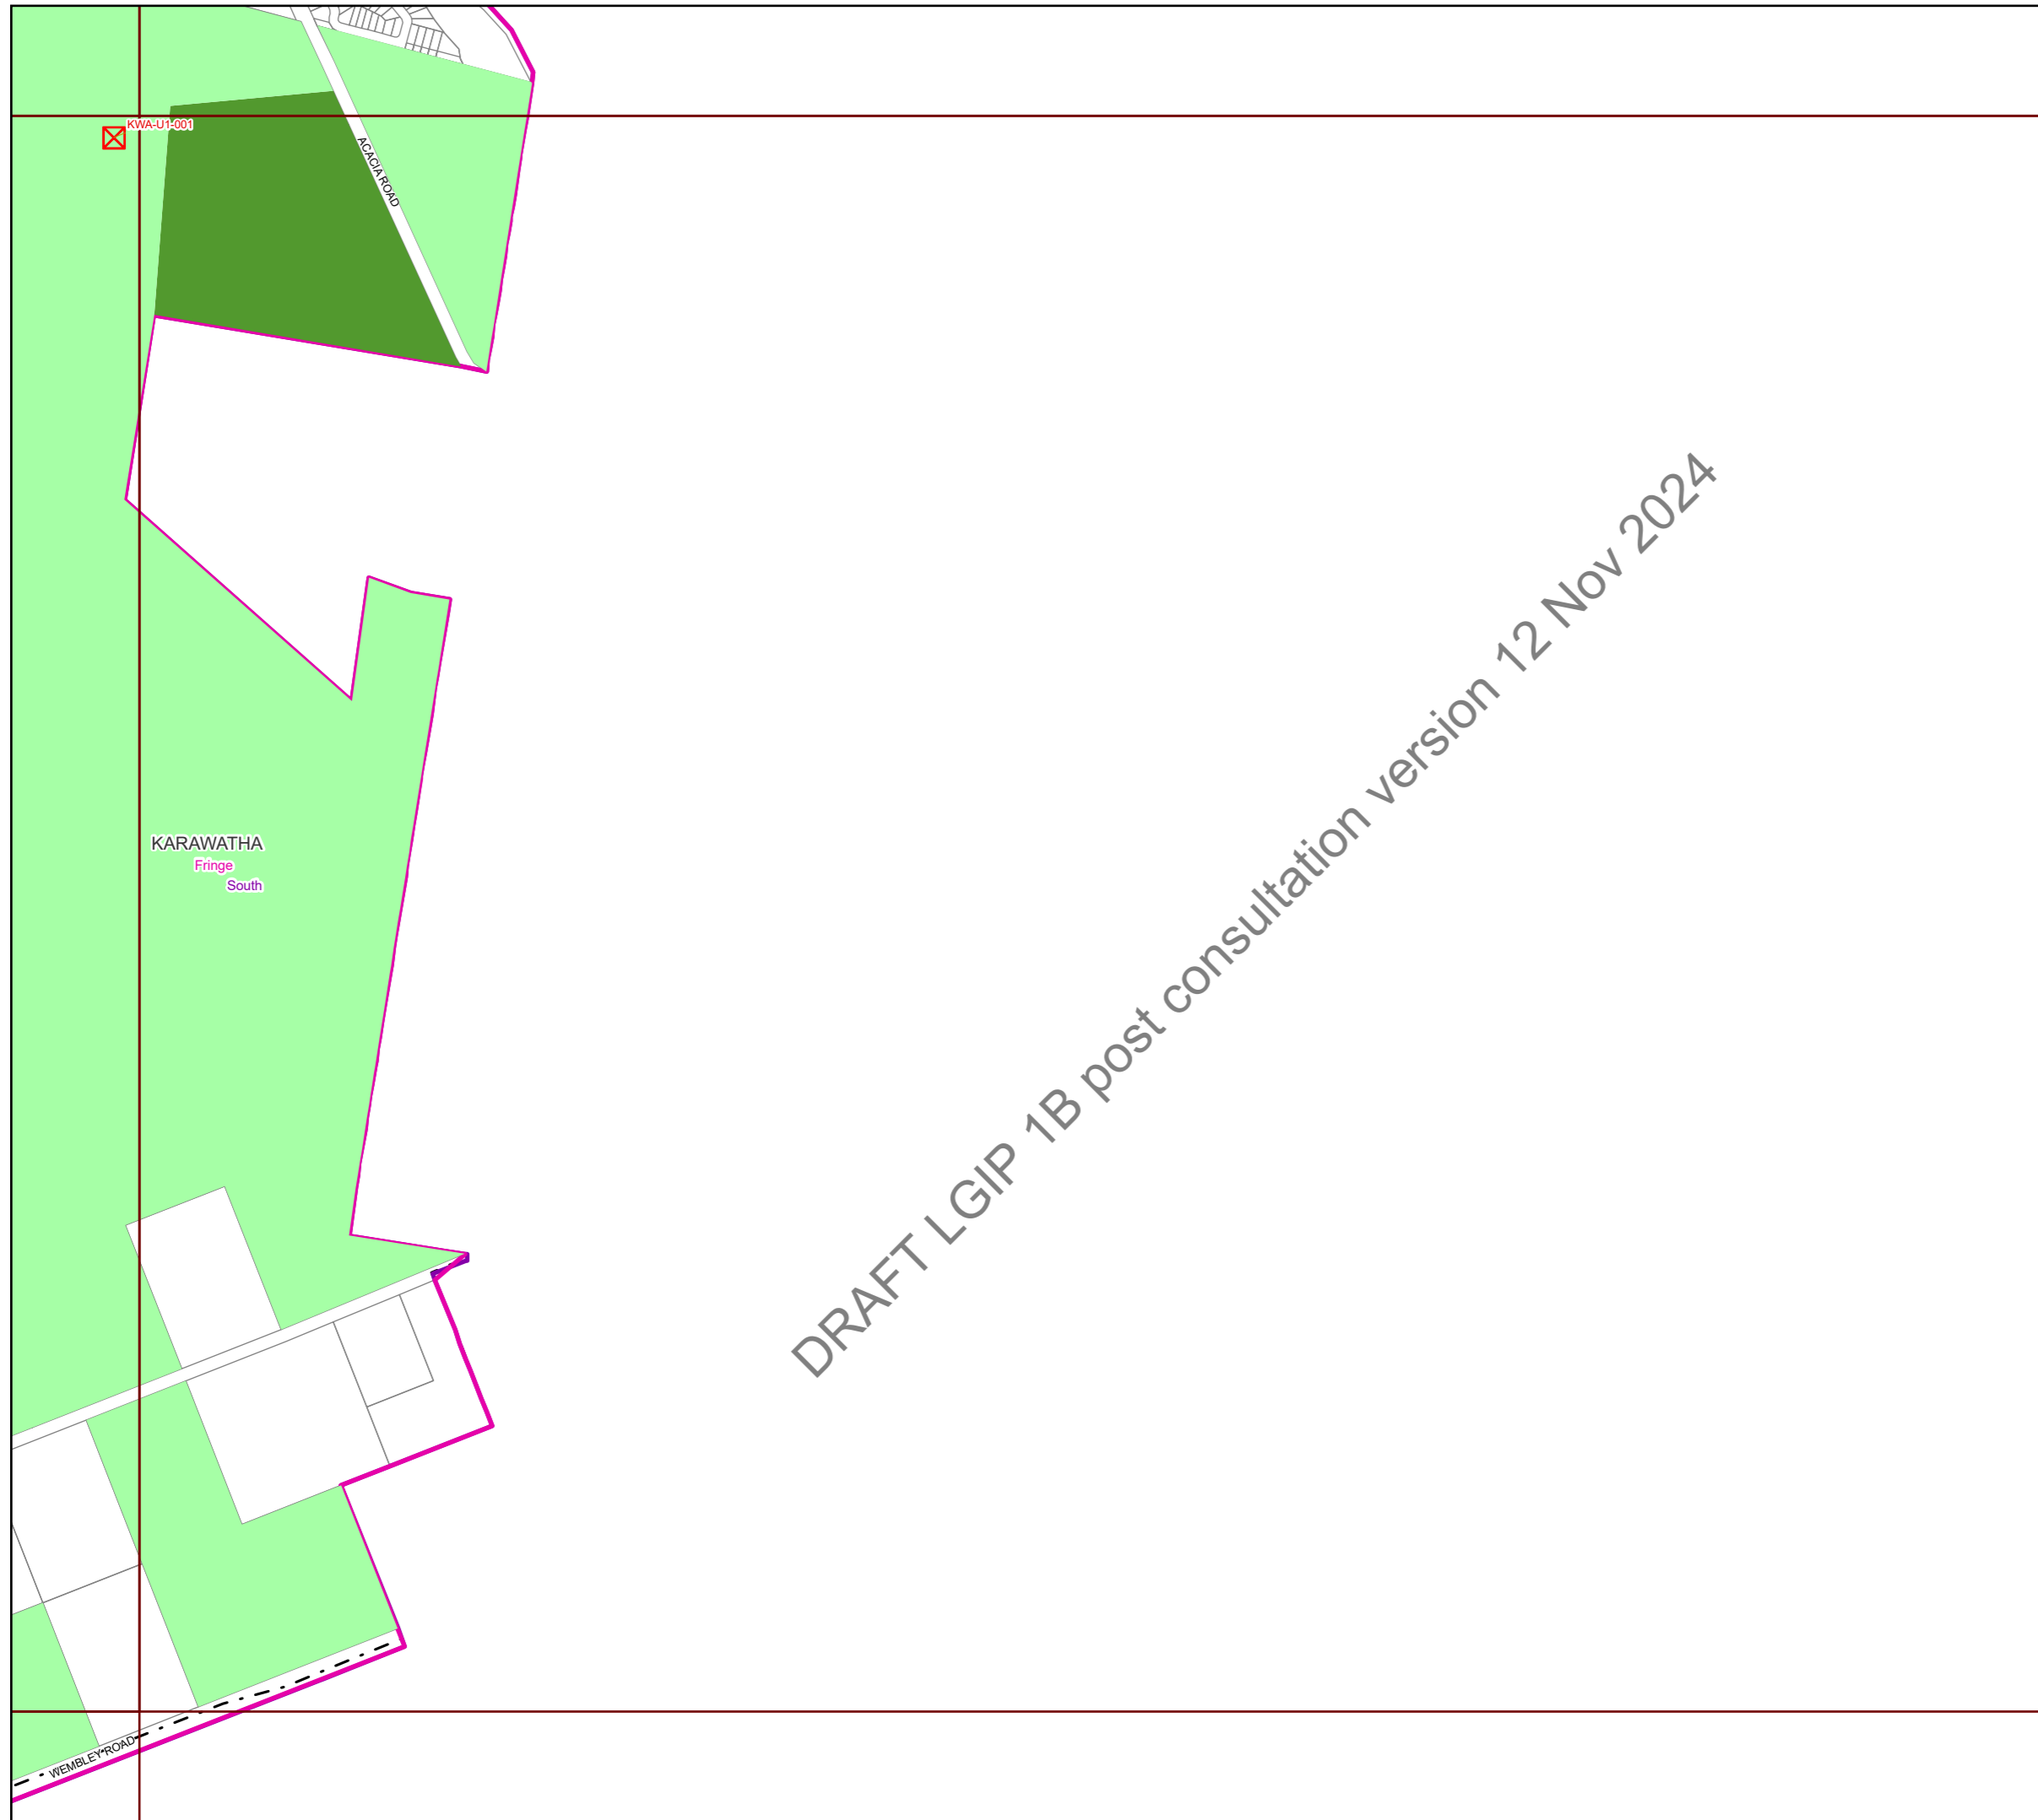 KWA-U1-001
ACACIA ROAD
KARAWATHA
Fringe
South
DRAFT LGIP 1B post consultation version 12 Nov 2024
WEMBLEY ROAD